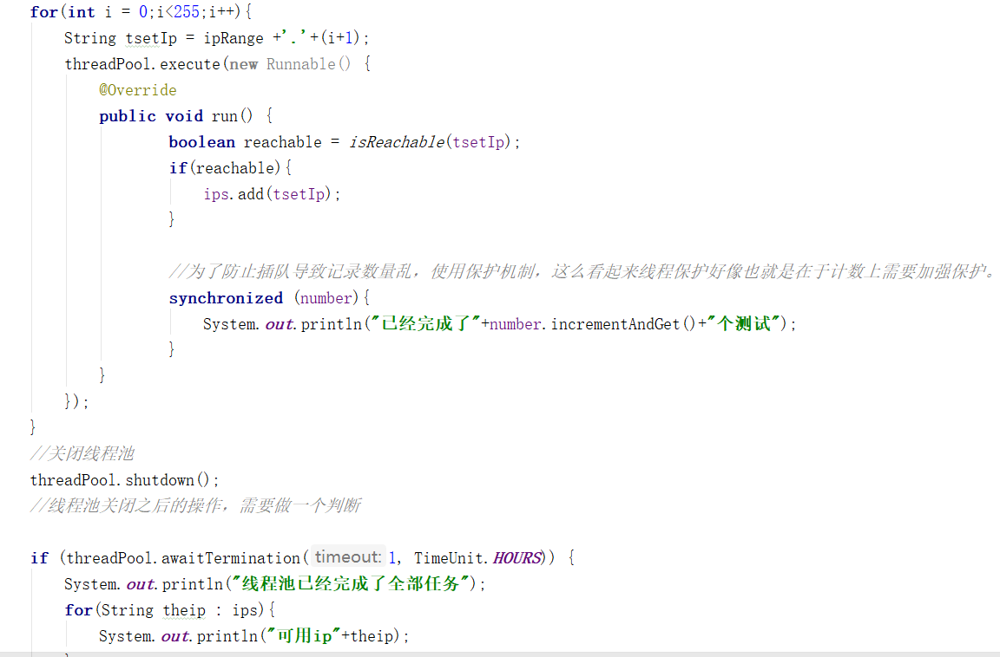 for(int i = 0;i<255;i++){
String tsetIp = ipRange +'.'+(i+1);
threadPool.execute(new Runnable() {
@Override
public void run() {
boolean reachable = isReachable(tsetIp);
if(reachable){
ips.add(tsetIp);
}
//为了防止插队导致记录数量乱，使用保护机制，这么看起来线程保护好像也就是在于计数上需要加强保护。
synchronized (number){
System.out.println("已经完成了"+number.incrementAndGet()+"个测试");
}
}
});
}
//关闭线程池
threadPool.shutdown();
//线程池关闭之后的操作，需要做一个判断
if (threadPool.awaitTermination( timeout: 1, TimeUnit.HOURS)) {
System.out.println("线程池已经完成了全部任务");
for(String theip : ips){
System.out.println("可用ip"+theip);